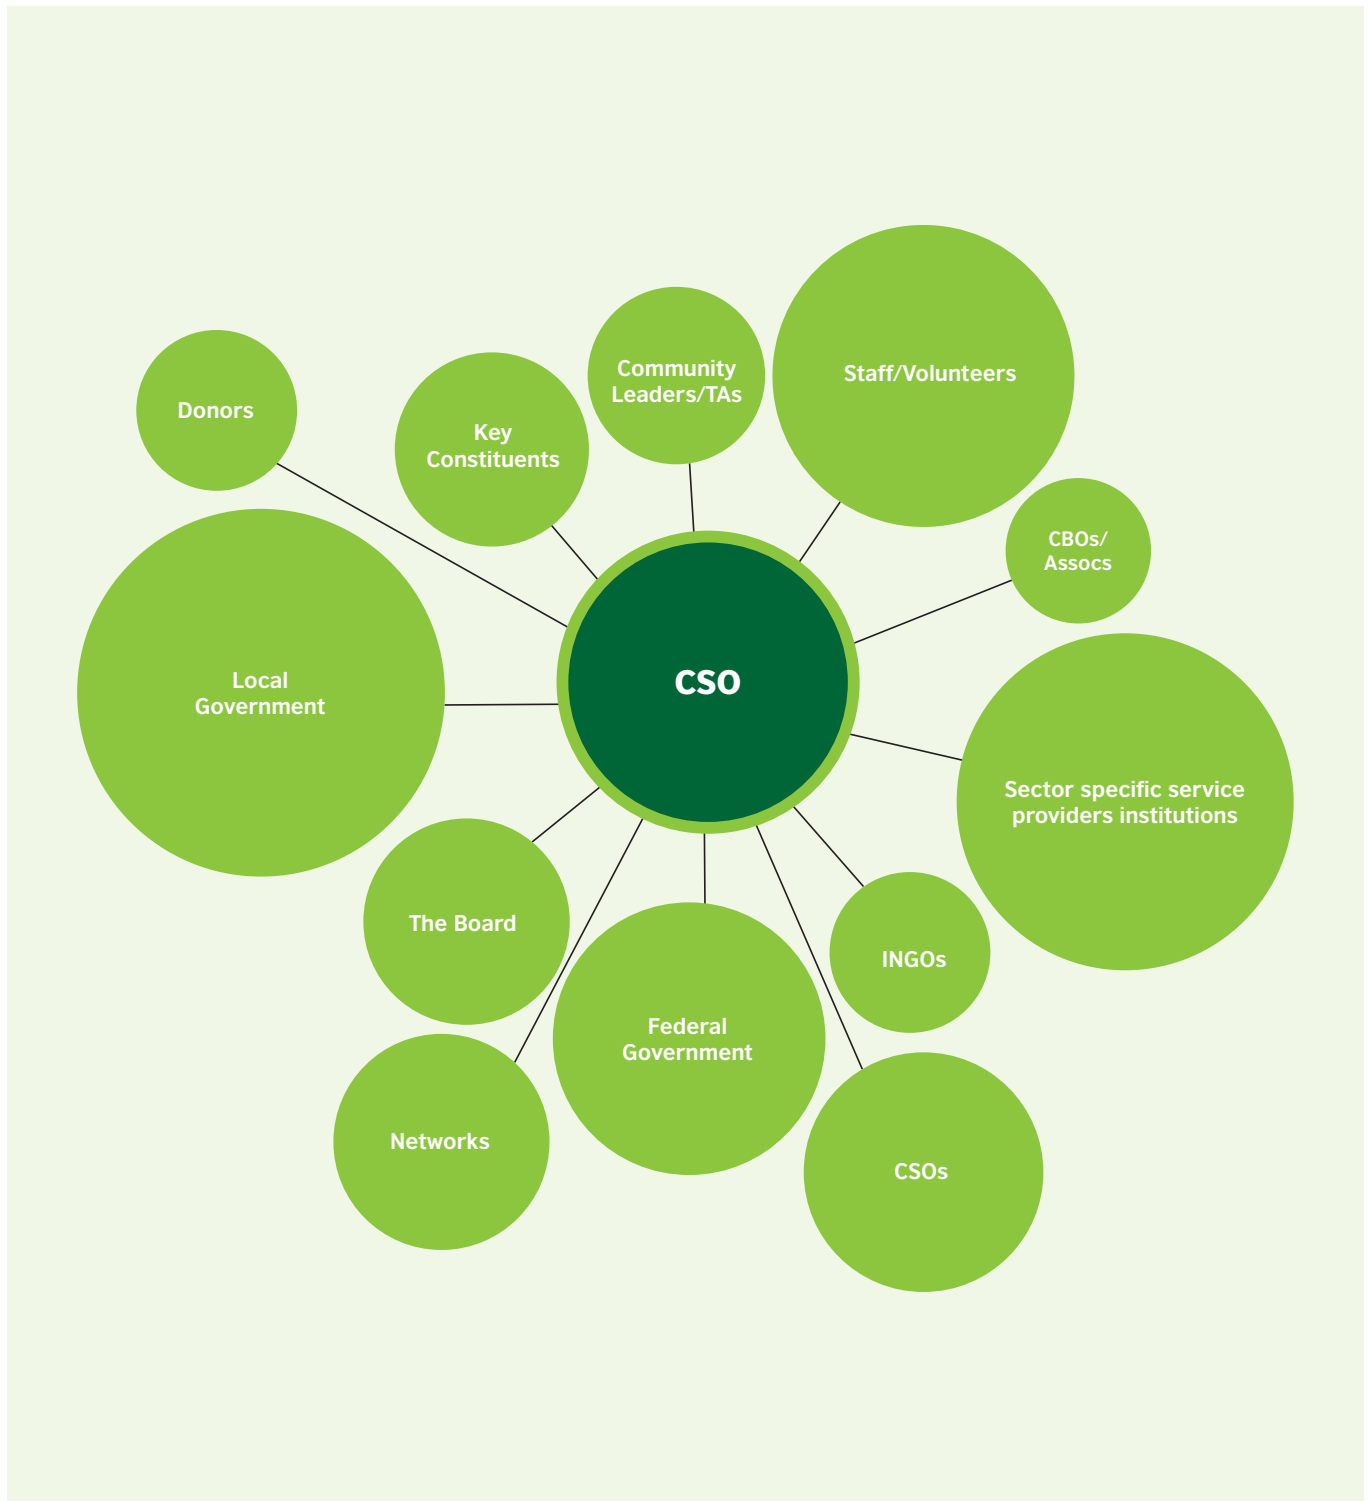 Community
Leaders/TAs
Staff/Volunteers
Donors
Key
Constituents
CBOs/
Assocs
Local
Government
CSO
Sector specific service
providers institutions
The Board
INGOs
Federal
Government
Networks
CSOs